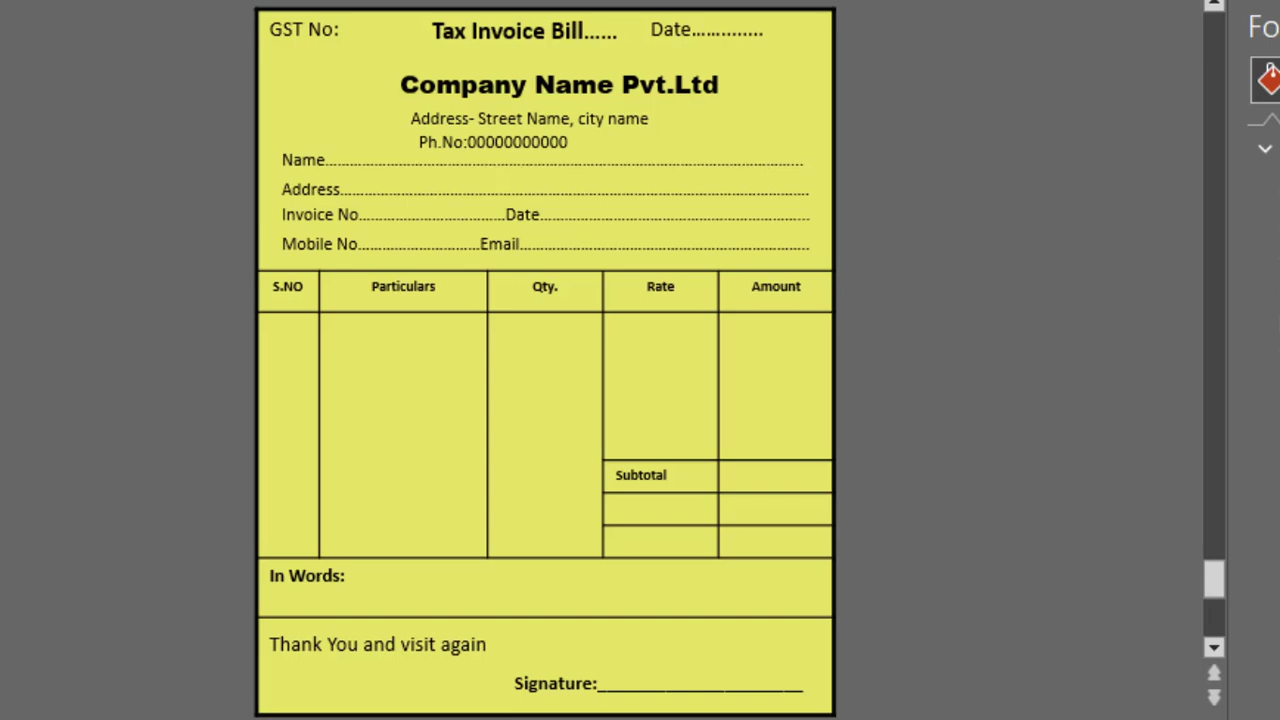 GST No: Tax Invoice Bill...... Date.............
Company Name Pvt.Ltd
Address- Street Name, city name
Ph.No:00000000000
Name....................................................................................................................
Address..................................................................................................................
Invoice No....................................Date..................................................................
Mobile No..............................Email.......................................................................
S.NO Particulars Qty. Rate Amount
Subtotal
In Words:
Thank You and visit again
Signature:______________________
Fo